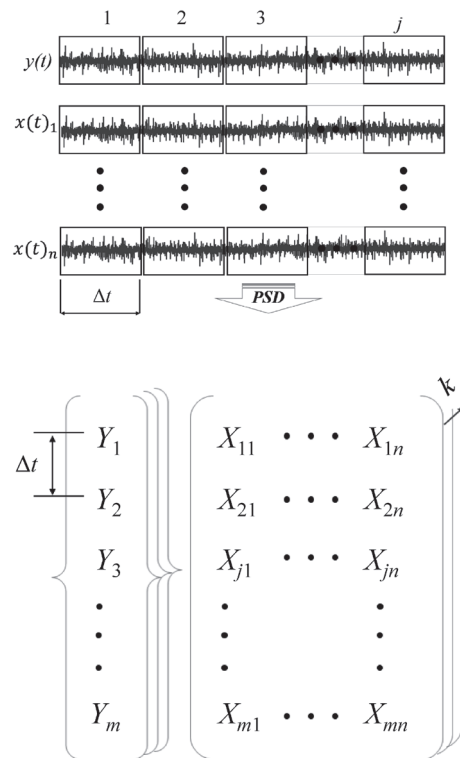 1 2 3 j
y(t)
x(t)₁
x(t)ₙ
Δt
PSD
k
Y₁ X₁₁ • • • X₁ₙ
Δt
Y₂ X₂₁ • • • X₂ₙ
Y₃ Xⱼ₁ • • • Xⱼₙ
Yₘ Xₘ₁ • • • Xₘₙ